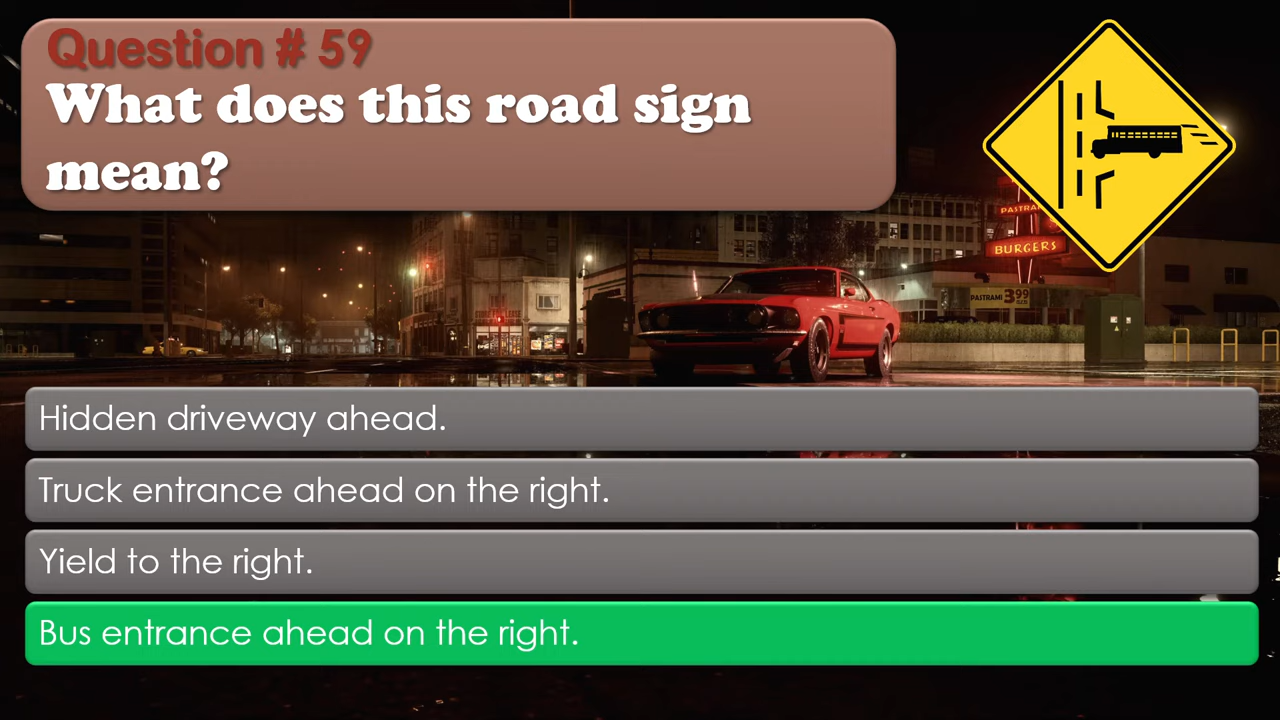 Question # 59
What does this road sign
mean?
PASTRAMI
BURGERS
PASTRAMI 3.99
Hidden driveway ahead.
Truck entrance ahead on the right.
Yield to the right.
Bus entrance ahead on the right.